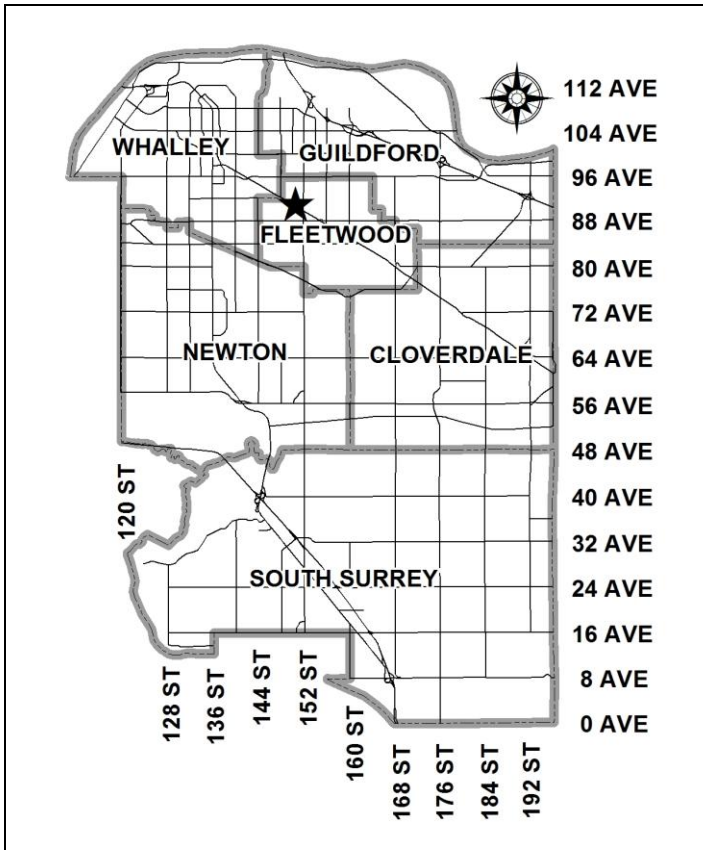 112 AVE
104 AVE
WHALLEY
GUILDFORD
96 AVE
88 AVE
FLEETWOOD
80 AVE
72 AVE
NEWTON
CLOVERDALE
64 AVE
56 AVE
48 AVE
120 ST
40 AVE
32 AVE
SOUTH SURREY
24 AVE
16 AVE
8 AVE
0 AVE
128 ST
136 ST
144 ST
152 ST
160 ST
168 ST
176 ST
184 ST
192 ST